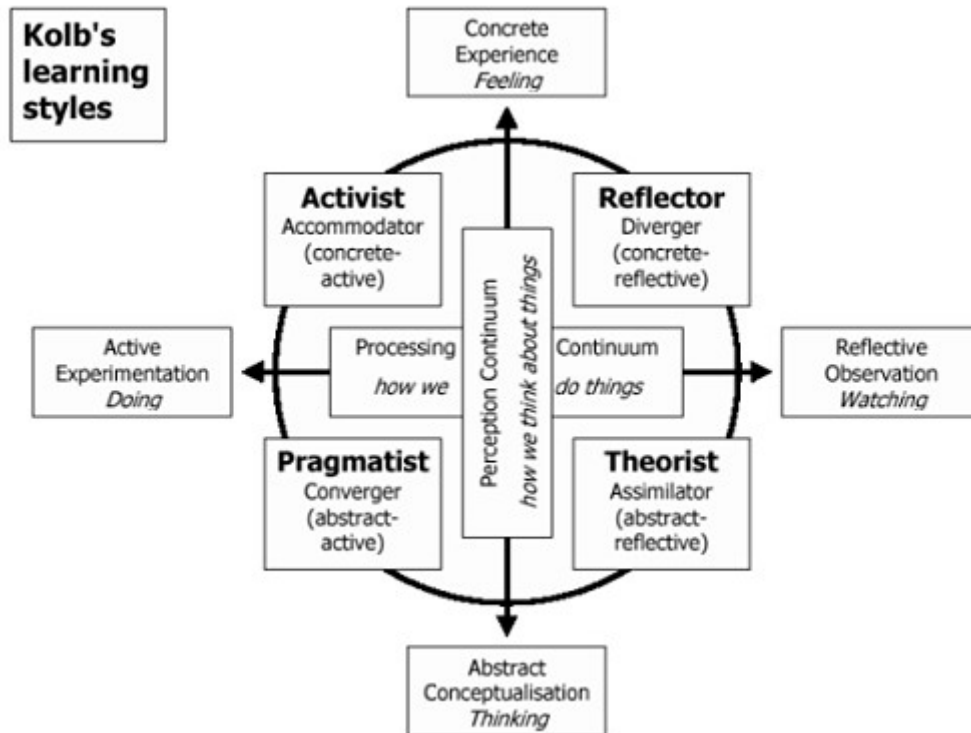 Kolb's
learning
styles
Concrete
Experience
Feeling
Activist
Accommodator
(concrete-
active)
Reflector
Diverger
(concrete-
reflective)
Active
Experimentation
Doing
Processing
how we
Perception Continuum
how we think about things
Continuum
do things
Reflective
Observation
Watching
Pragmatist
Converger
(abstract-
active)
Theorist
Assimilator
(abstract-
reflective)
Abstract
Conceptualisation
Thinking